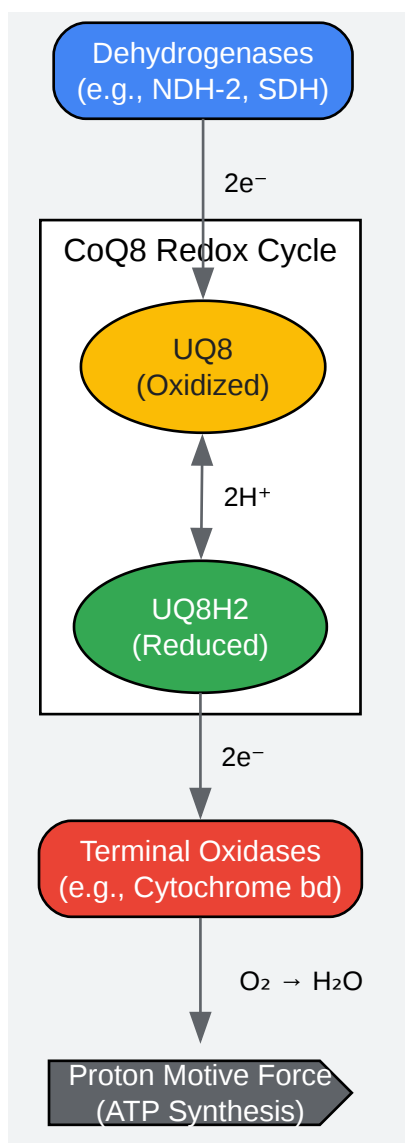 Dehydrogenases
(e.g., NDH-2, SDH)
2e⁻
CoQ8 Redox Cycle
UQ8
(Oxidized)
2H⁺
UQ8H2
(Reduced)
2e⁻
Terminal Oxidases
(e.g., Cytochrome bd)
O₂ → H₂O
Proton Motive Force
(ATP Synthesis)